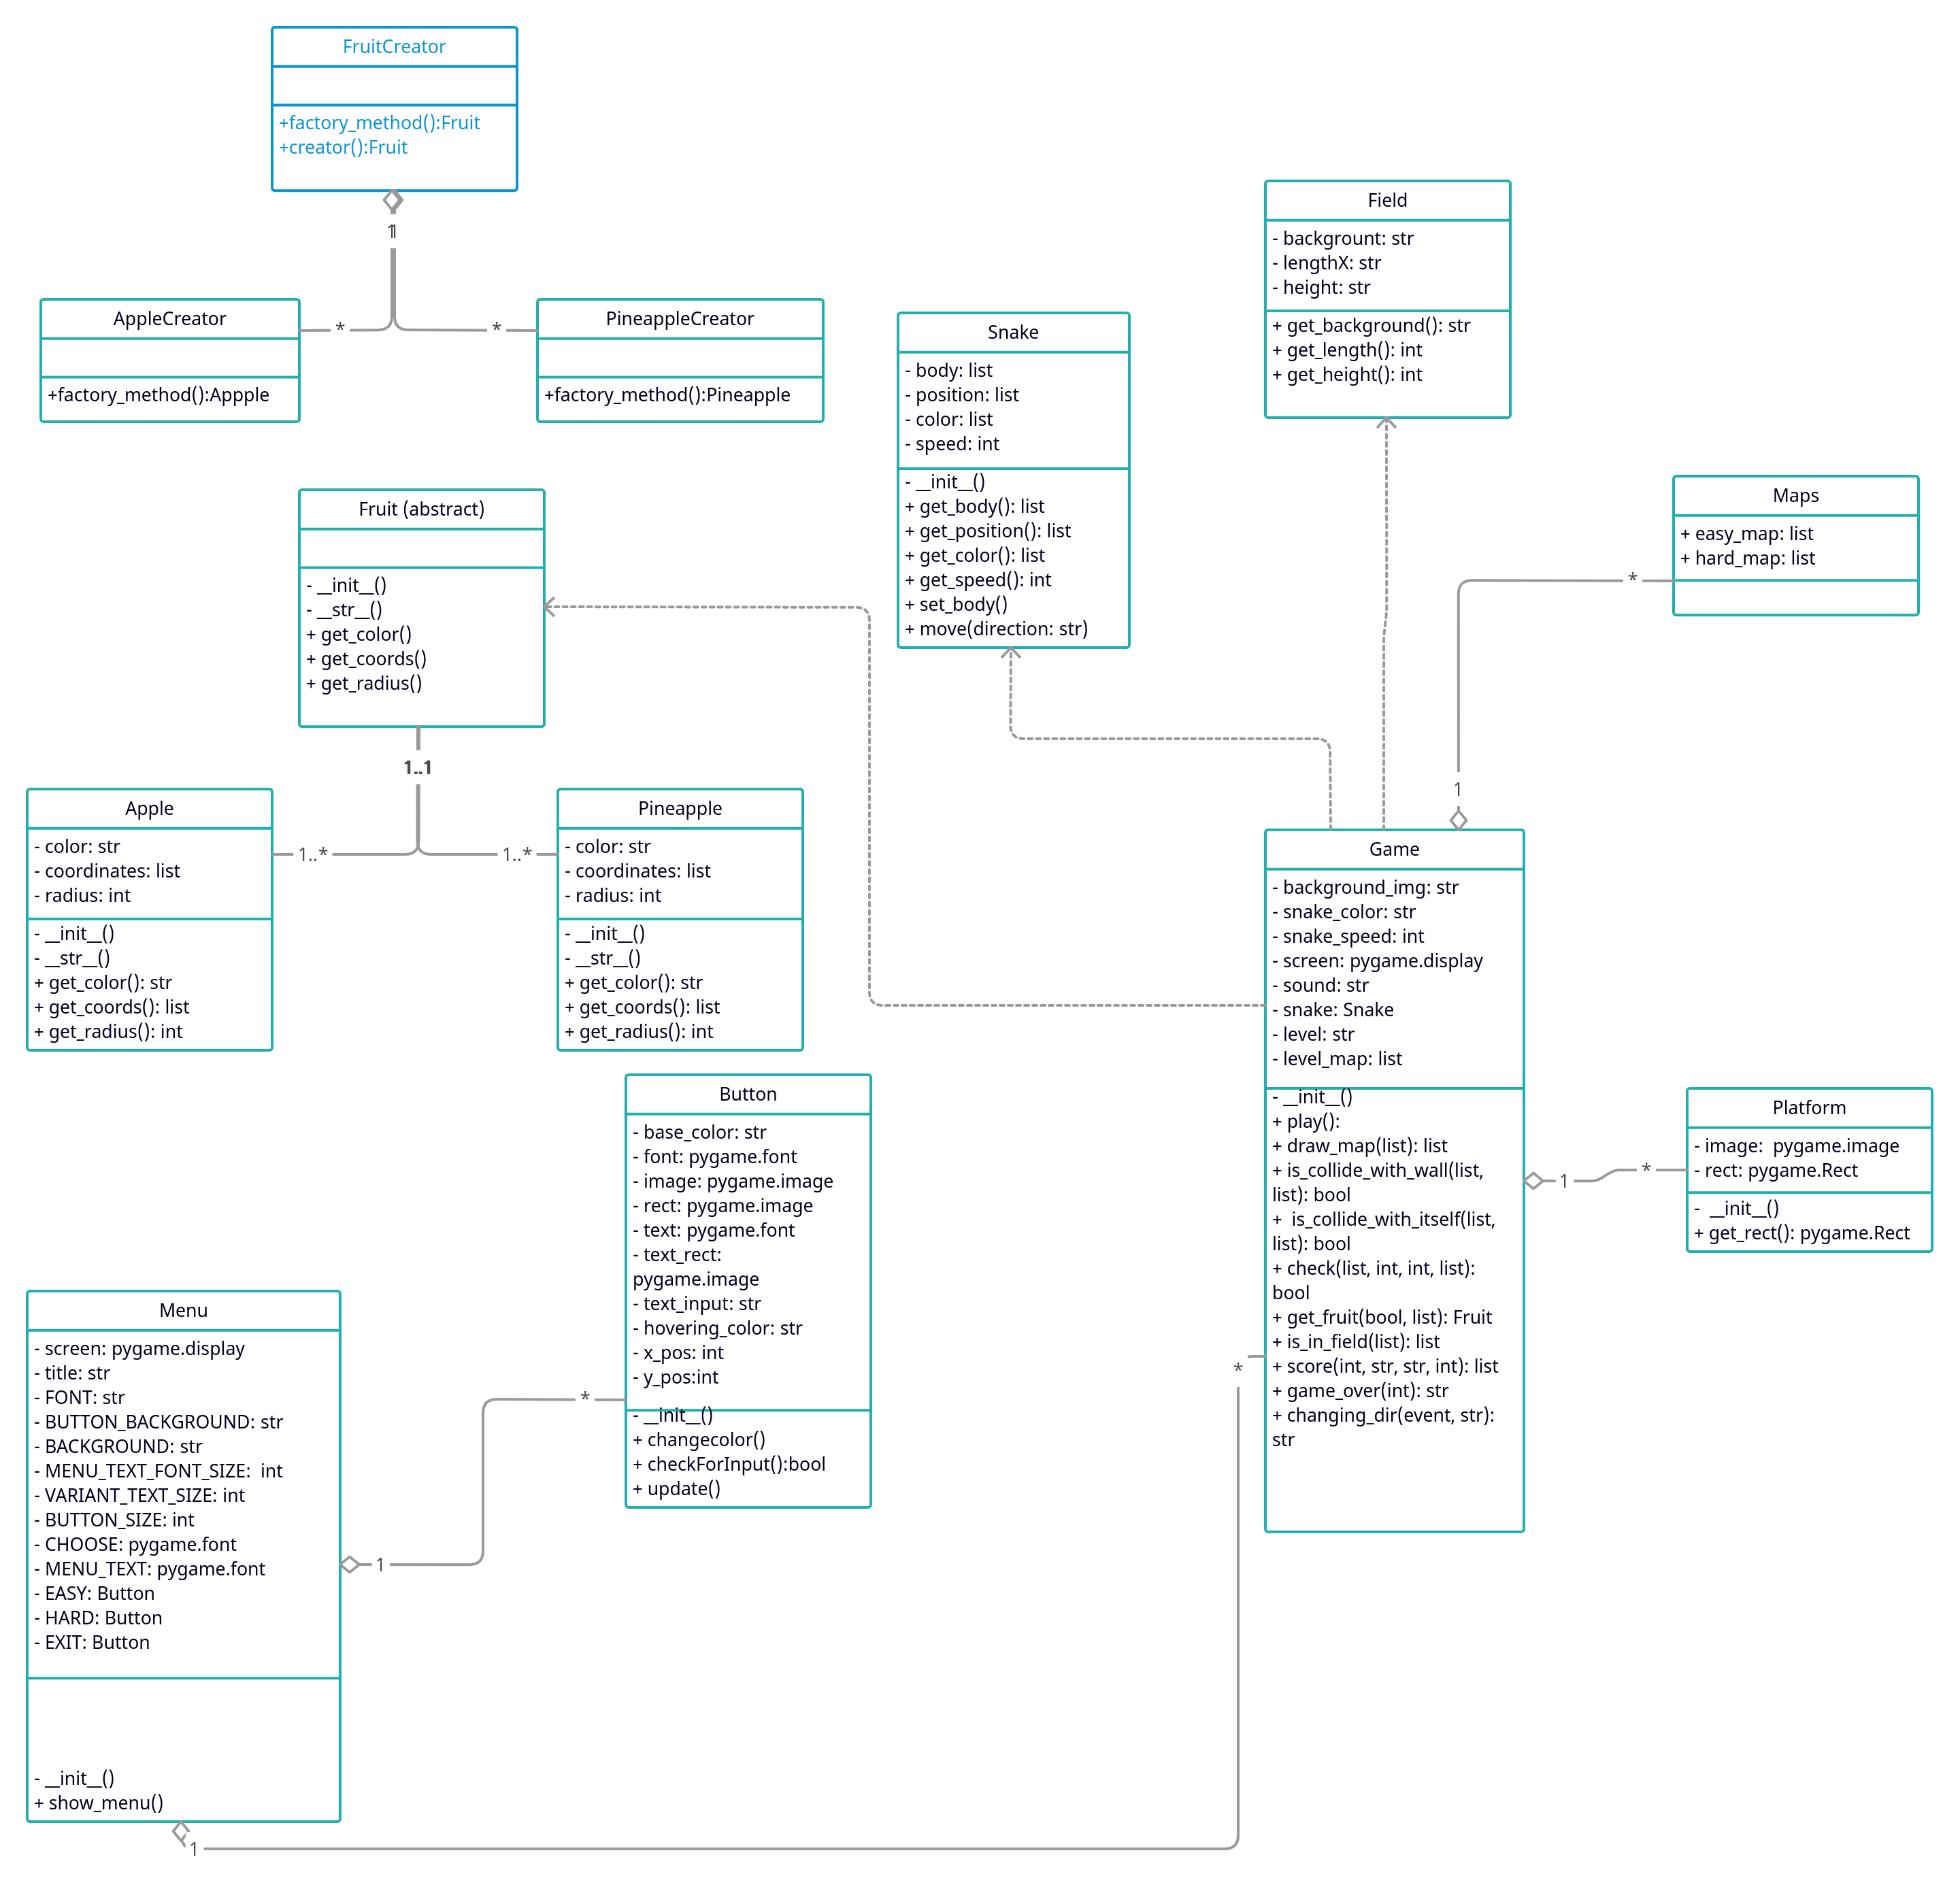 FruitCreator
+factory_method():Fruit
+creator():Fruit
1
1
*
*
AppleCreator
+factory_method():Appple
PineappleCreator
+factory_method():Pineapple
Field
- backgrount: str
- lengthX: str
- height: str
+ get_background(): str
+ get_length(): int
+ get_height(): int
Snake
- body: list
- position: list
- color: list
- speed: int
- __init__()
+ get_body(): list
+ get_position(): list
+ get_color(): list
+ get_speed(): int
+ set_body()
+ move(direction: str)
Maps
+ easy_map: list
+ hard_map: list
*
1
Fruit (abstract)
- __init__()
- __str__()
+ get_color()
+ get_coords()
+ get_radius()
1..1
1..*
1..*
Apple
- color: str
- coordinates: list
- radius: int
- __init__()
- __str__()
+ get_color(): str
+ get_coords(): list
+ get_radius(): int
Pineapple
- color: str
- coordinates: list
- radius: int
- __init__()
- __str__()
+ get_color(): str
+ get_coords(): list
+ get_radius(): int
Game
- background_img: str
- snake_color: str
- snake_speed: int
- screen: pygame.display
- sound: str
- snake: Snake
- level: str
- level_map: list
- __init__()
+ play():
+ draw_map(list): list
+ is_collide_with_wall(list,
list): bool
+  is_collide_with_itself(list,
list): bool
+ check(list, int, int, list):
bool
+ get_fruit(bool, list): Fruit
+ is_in_field(list): list
+ score(int, str, str, int): list
+ game_over(int): str
+ changing_dir(event, str):
str
1
*
Platform
- image:  pygame.image
- rect: pygame.Rect
-  __init__()
+ get_rect(): pygame.Rect
Button
- base_color: str
- font: pygame.font
- image: pygame.image
- rect: pygame.image
- text: pygame.font
- text_rect:
pygame.image
- text_input: str
- hovering_color: str
- x_pos: int
- y_pos:int
- __init__()
+ changecolor()
+ checkForInput():bool
+ update()
*
1
*
Menu
- screen: pygame.display
- title: str
- FONT: str
- BUTTON_BACKGROUND: str
- BACKGROUND: str
- MENU_TEXT_FONT_SIZE:  int
- VARIANT_TEXT_SIZE: int
- BUTTON_SIZE: int
- CHOOSE: pygame.font
- MENU_TEXT: pygame.font
- EASY: Button
- HARD: Button
- EXIT: Button
- __init__()
+ show_menu()
1